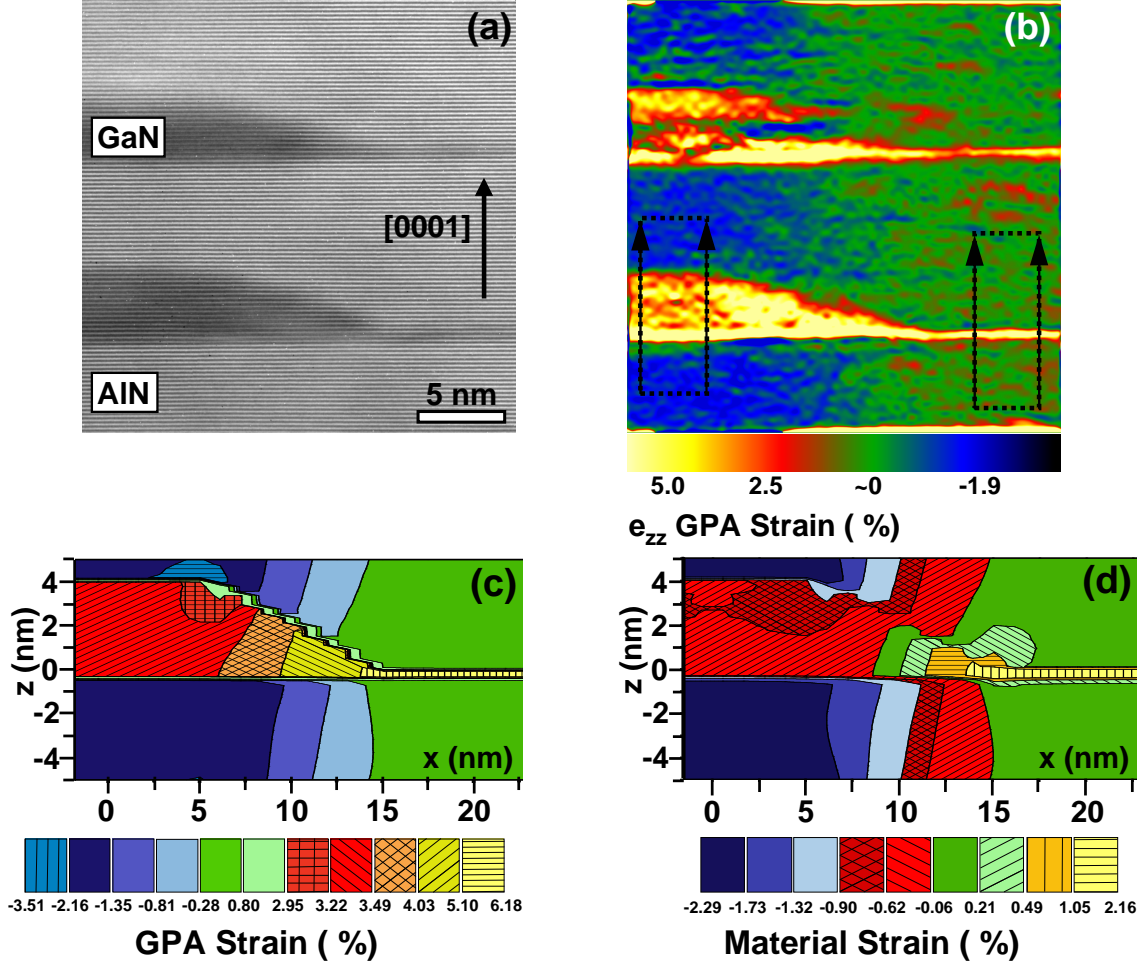 (a)
GaN
[0001]
AlN
5 nm
(b)
5.0 2.5 ~0 -1.9
ezz GPA Strain ( %)
(c)
4
2
0
-2
-4
z (nm)
x (nm)
0 5 10 15 20
-3.51 -2.16 -1.35 -0.81 -0.28 0.80 2.95 3.22 3.49 4.03 5.10 6.18
GPA Strain ( %)
(d)
4
2
0
-2
-4
z (nm)
x (nm)
0 5 10 15 20
-2.29 -1.73 -1.32 -0.90 -0.62 -0.06 0.21 0.49 1.05 2.16
Material Strain ( %)